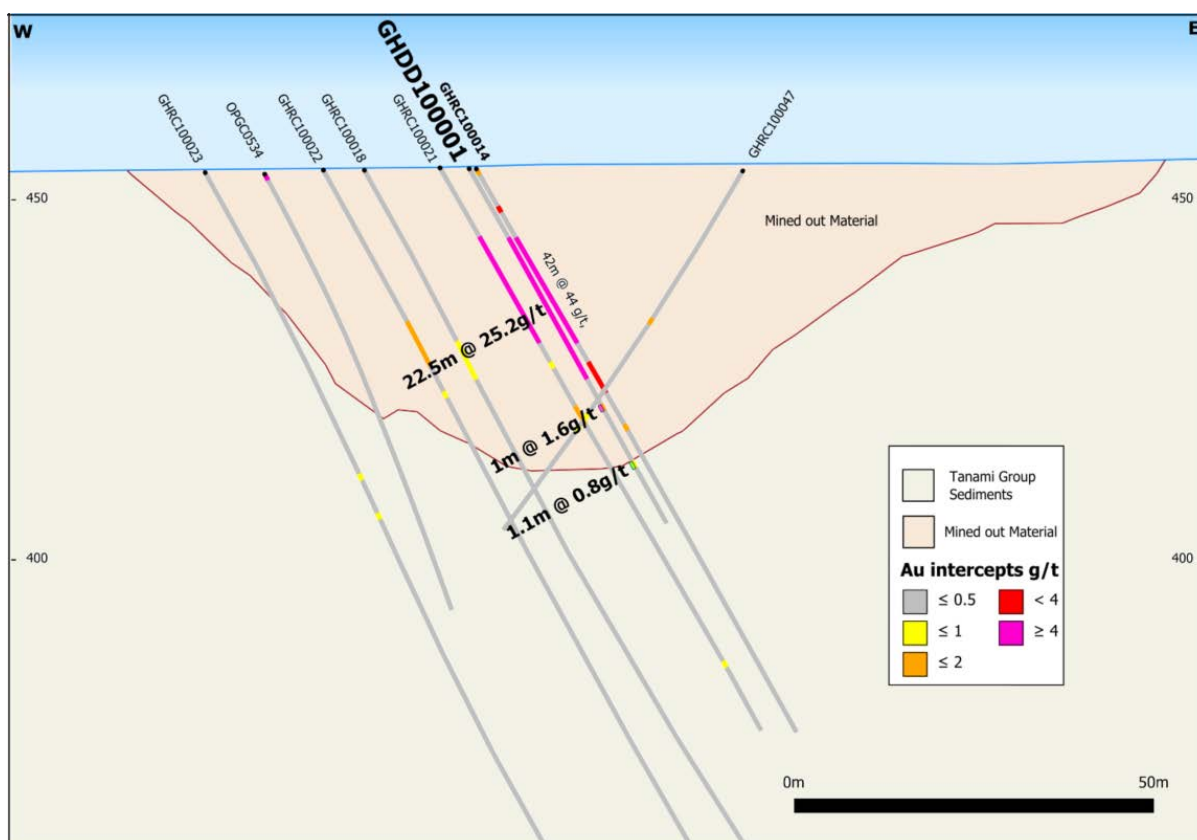 W
E
GHRC100023
OPGC0534
GHRC100022
GHRC100018
GHRC100021
GHDD100001
GHRC100014
GHRC100047
- 450
450
Mined out Material
42m @ 44 g/t,
22.5m @ 25.2g/t
1m @ 1.6g/t
1.1m @ 0.8g/t
- 400
400
Tanami Group
Sediments
Mined out Material
Au intercepts g/t
≤ 0.5
< 4
≤ 1
≥ 4
≤ 2
0m
50m